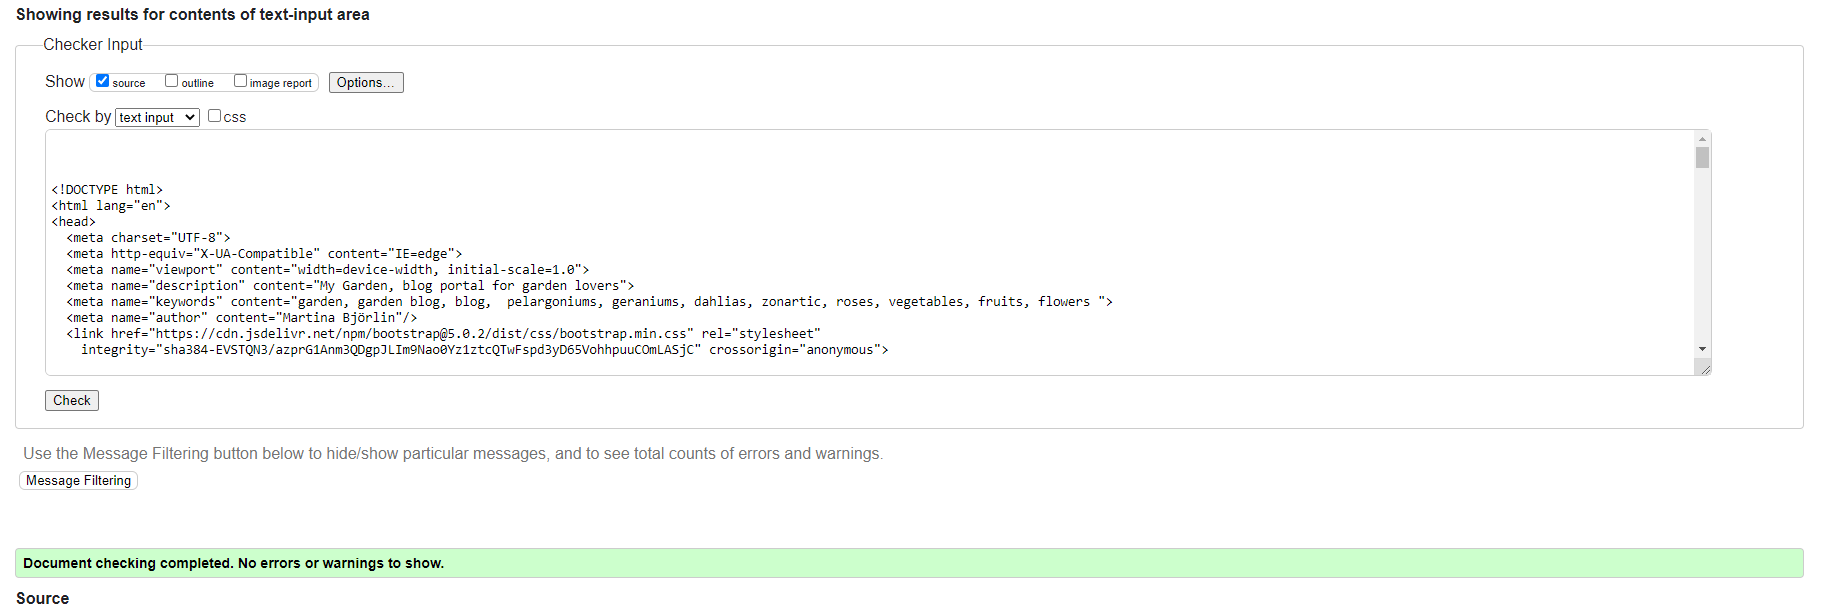 Showing results for contents of text-input area
Checker Input
Show source outline image report Options...
Check by text input css
<!DOCTYPE html>
<html lang="en">
<head>
<meta charset="UTF-8">
<meta http-equiv="X-UA-Compatible" content="IE=edge">
<meta name="viewport" content="width=device-width, initial-scale=1.0">
<meta name="description" content="My Garden, blog portal for garden lovers">
<meta name="keywords" content="garden, garden blog, blog,  pelargoniums, geraniums, dahlias, zonartic, roses, vegetables, fruits, flowers ">
<meta name="author" content="Martina Björlin"/>
<link href="https://cdn.jsdelivr.net/npm/bootstrap@5.0.2/dist/css/bootstrap.min.css" rel="stylesheet"
integrity="sha384-EVSTQN3/azprG1Anm3QDgpJLIm9Nao0Yz1ztcQTwFspd3yD65VohhpuuCOmLASjC" crossorigin="anonymous">
Check
Use the Message Filtering button below to hide/show particular messages, and to see total counts of errors and warnings.
Message Filtering
Document checking completed. No errors or warnings to show.
Source